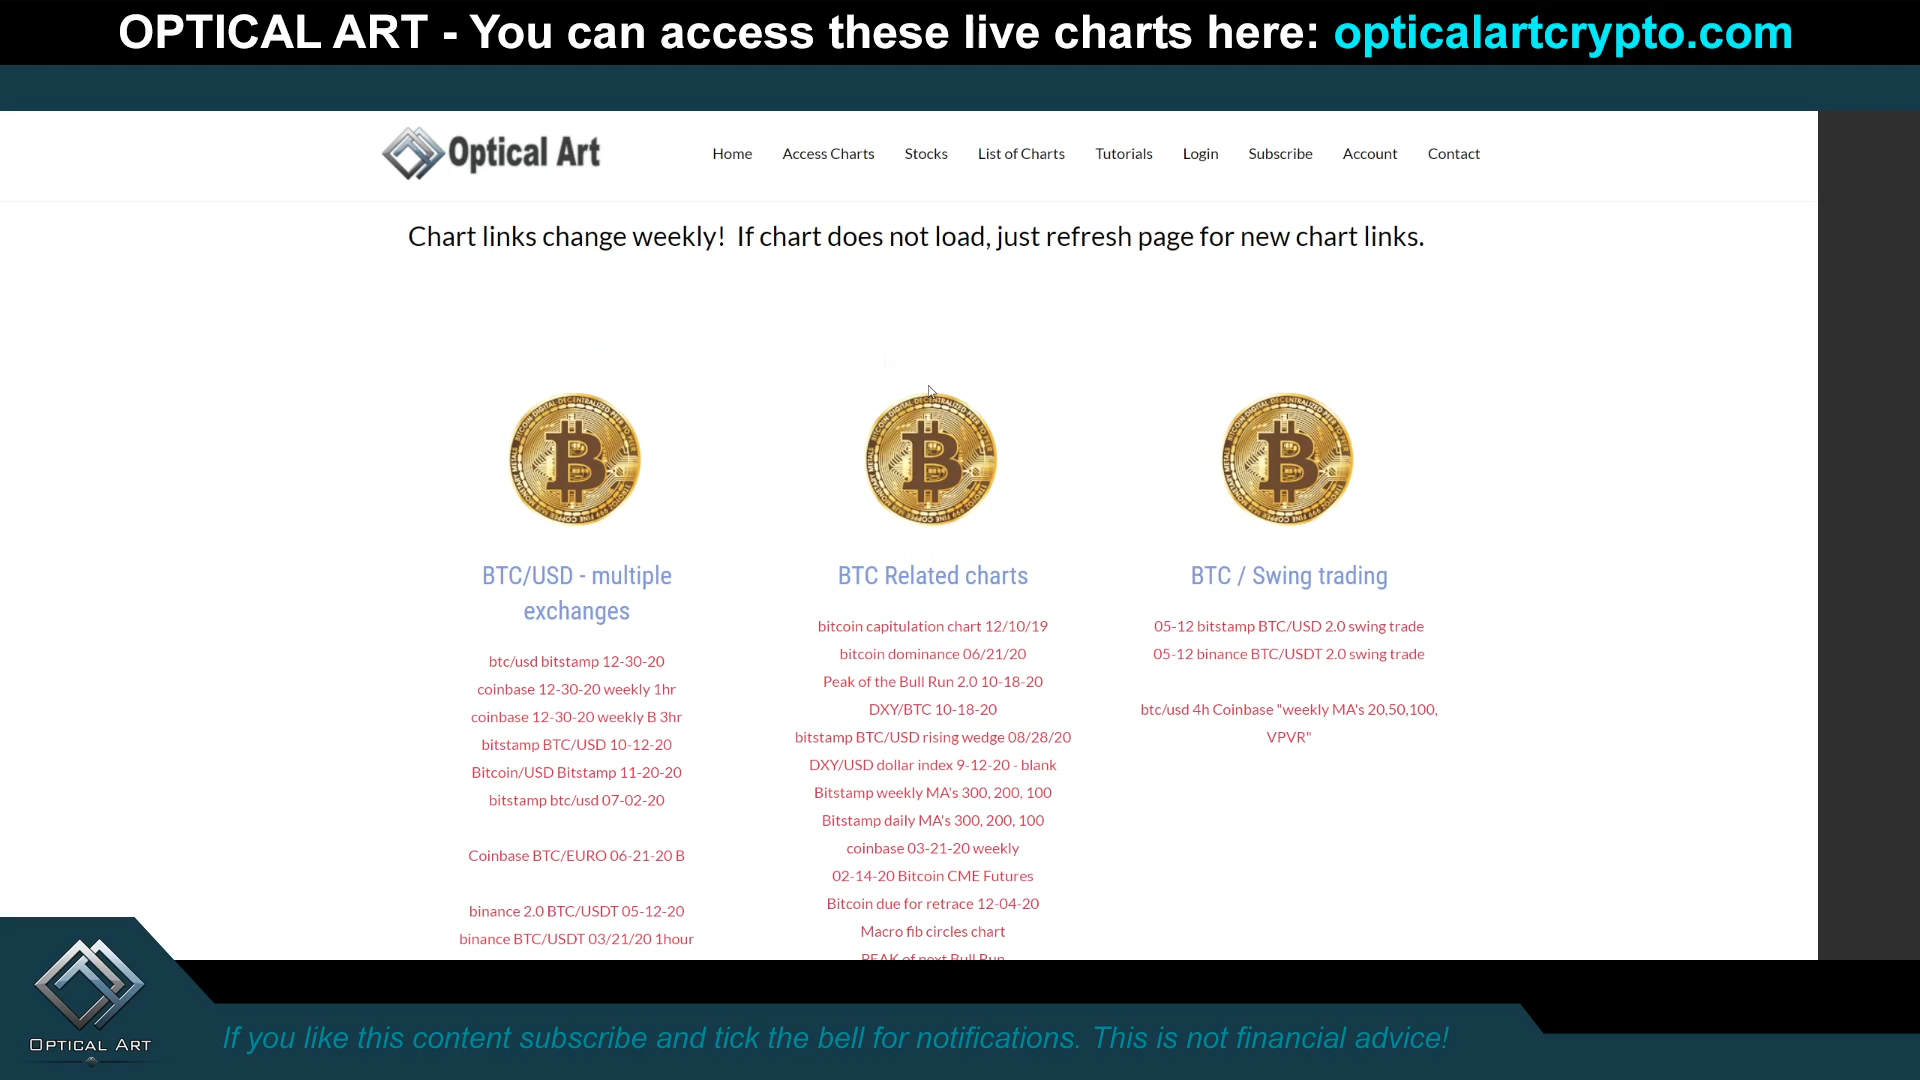 OPTICAL ART - You can access these live charts here: opticalartcrypto.com
Optical Art
Home Access Charts Stocks List of Charts Tutorials Login Subscribe Account Contact
Chart links change weekly! If chart does not load, just refresh page for new chart links.
BTC/USD - multiple
exchanges
btc/usd bitstamp 12-30-20
coinbase 12-30-20 weekly 1hr
coinbase 12-30-20 weekly B 3hr
bitstamp BTC/USD 10-12-20
Bitcoin/USD Bitstamp 11-20-20
bitstamp btc/usd 07-02-20
Coinbase BTC/EURO 06-21-20 B
binance 2.0 BTC/USDT 05-12-20
binance BTC/USDT 03/21/20 1hour
BTC Related charts
bitcoin capitulation chart 12/10/19
bitcoin dominance 06/21/20
Peak of the Bull Run 2.0 10-18-20
DXY/BTC 10-18-20
bitstamp BTC/USD rising wedge 08/28/20
DXY/USD dollar index 9-12-20 - blank
Bitstamp weekly MA's 300, 200, 100
Bitstamp daily MA's 300, 200, 100
coinbase 03-21-20 weekly
02-14-20 Bitcoin CME Futures
Bitcoin due for retrace 12-04-20
Macro fib circles chart
PEAK of next Bull Run
BTC / Swing trading
05-12 bitstamp BTC/USD 2.0 swing trade
05-12 binance BTC/USDT 2.0 swing trade
btc/usd 4h Coinbase "weekly MA's 20,50,100,
VPVR"
OPTICAL ART
If you like this content subscribe and tick the bell for notifications. This is not financial advice!